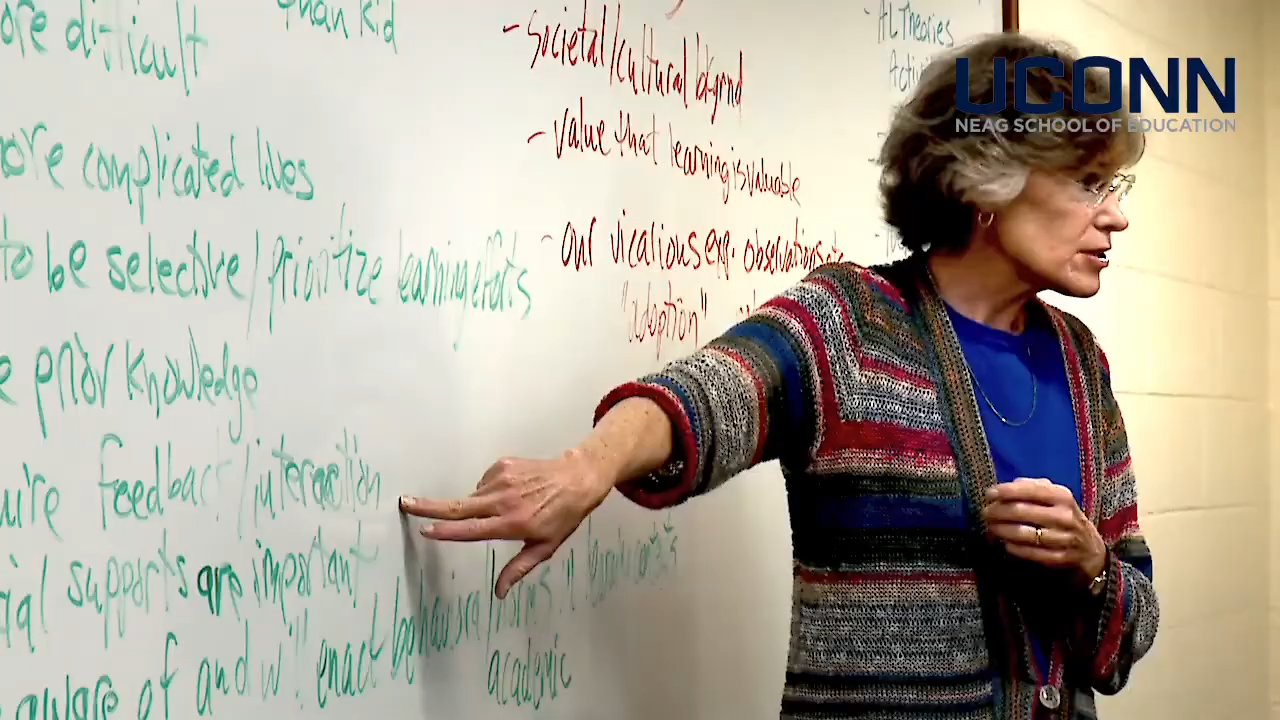 ore difficult
than kid
more complicated lives
to be selective/prioritize learning efforts
e prior knowledge
uire feedback/interaction
ial supports are important
aware of and will enact behavioral norms
academic
- societal/cultural bkgrnd
- value that learning is valuable
- our vicarious exp. observations
"adoption"
- AL Theories
Activi
UCONN
NEAG SCHOOL OF EDUCATION